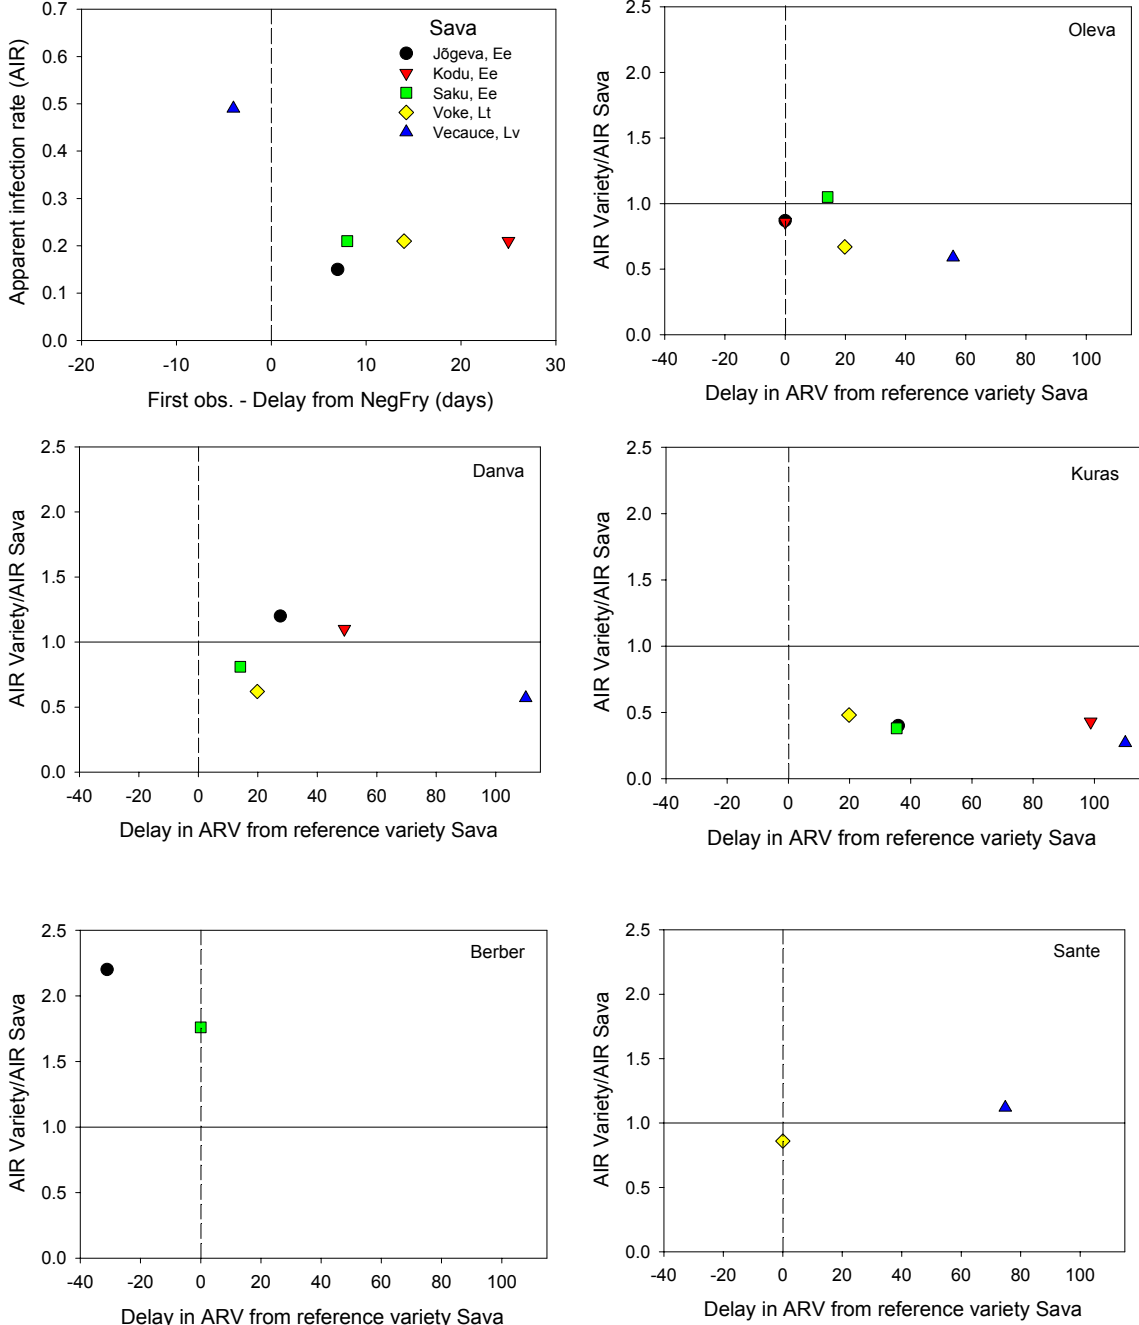 0.7
0.6
0.5
0.4
0.3
0.2
0.1
0.0
Apparent infection rate (AIR)
Sava
Jõgeva, Ee
Kodu, Ee
Saku, Ee
Voke, Lt
Vecauce, Lv
-20 -10 0 10 20 30
First obs. - Delay from NegFry (days)
2.5
2.0
1.5
1.0
0.5
0.0
AIR Variety/AIR Sava
Oleva
-40 -20 0 20 40 60 80 100
Delay in ARV from reference variety Sava
2.5
2.0
1.5
1.0
0.5
0.0
AIR Variety/AIR Sava
Danva
-40 -20 0 20 40 60 80 100
Delay in ARV from reference variety Sava
2.5
2.0
1.5
1.0
0.5
0.0
AIR Variety/AIR Sava
Kuras
-40 -20 0 20 40 60 80 100
Delay in ARV from reference variety Sava
2.5
2.0
1.5
1.0
0.5
0.0
AIR Variety/AIR Sava
Berber
-40 -20 0 20 40 60 80 100
Delay in ARV from reference variety Sava
2.5
2.0
1.5
1.0
0.5
0.0
AIR Variety/AIR Sava
Sante
-40 -20 0 20 40 60 80 100
Delay in ARV from reference variety Sava